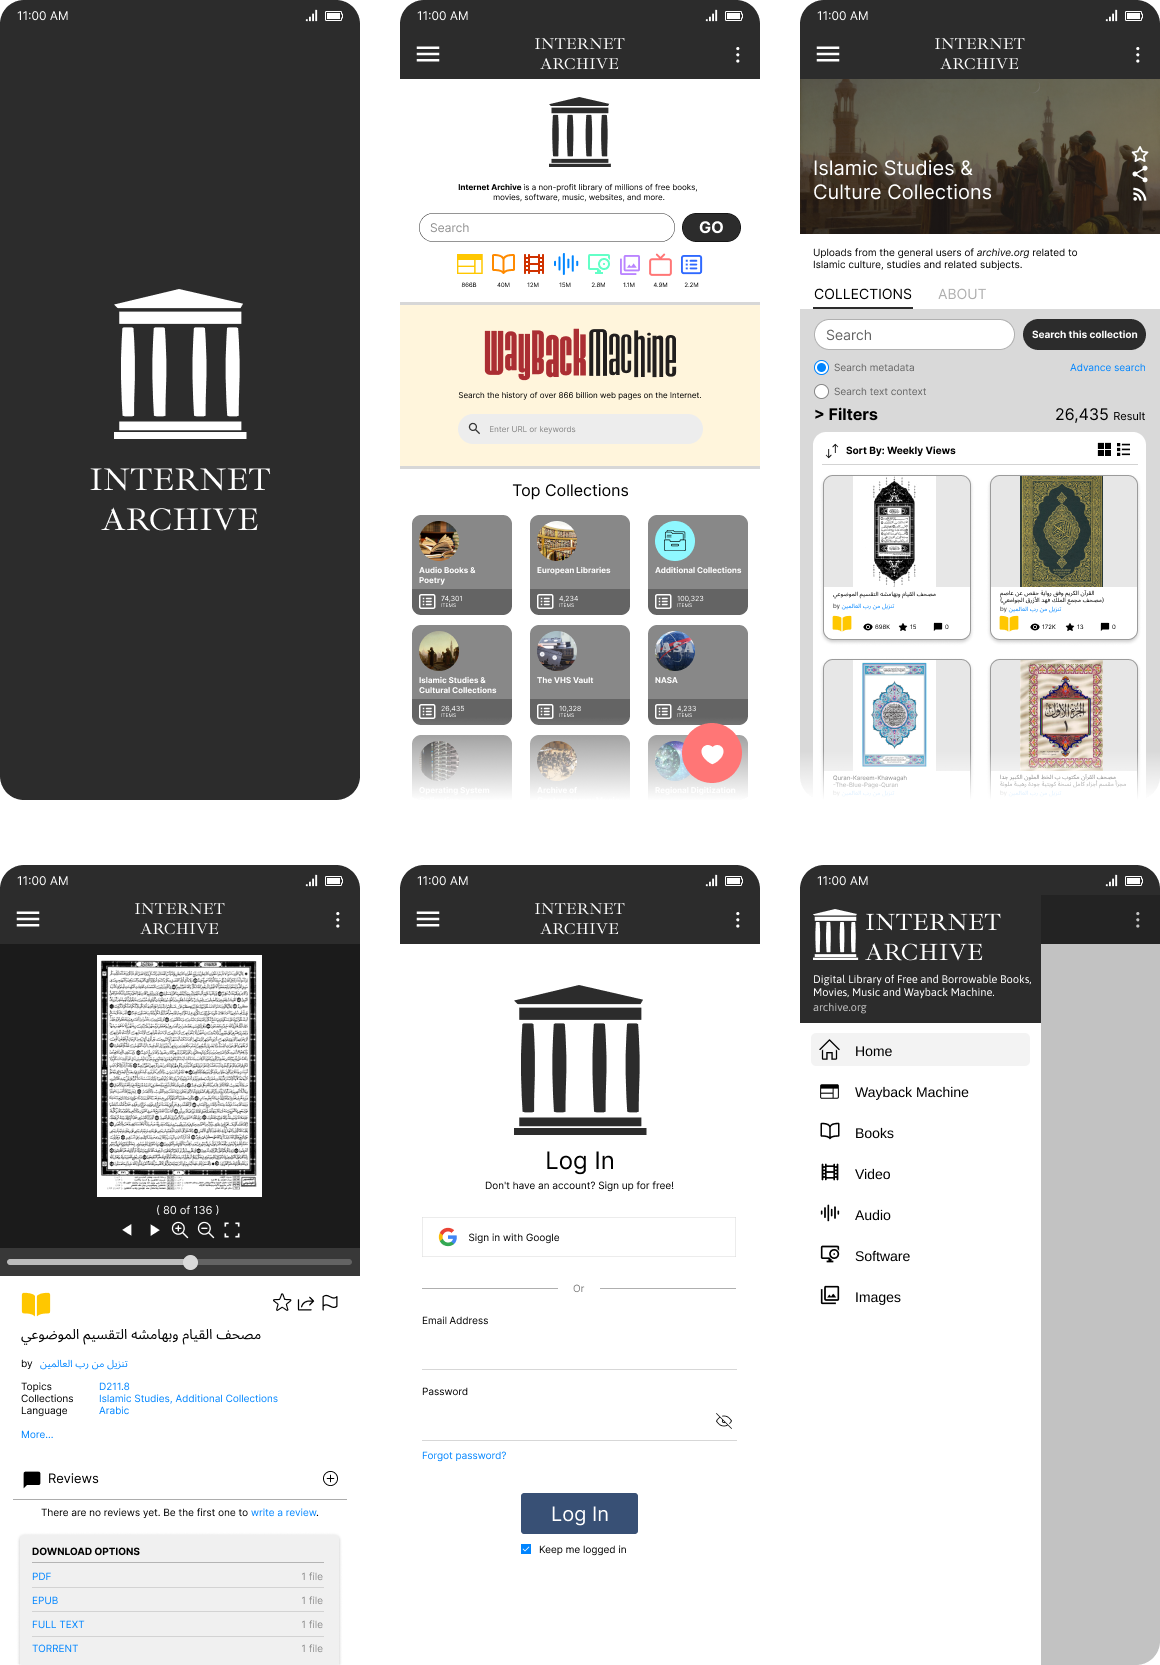 11:00 AM
INTERNET
ARCHIVE
11:00 AM
INTERNET
ARCHIVE
Internet Archive is a non-profit library of millions of free books,
movies, software, music, websites, and more.
Search
GO
866B 40M 12M 15M 2.8M 1.1M 4.9M 2.2M
WayBackMachine
Search the history of over 866 billion web pages on the Internet.
Enter URL or keywords
Top Collections
Audio Books &
Poetry
74,301
ITEMS
European Libraries
4,234
ITEMS
Additional Collections
100,323
ITEMS
Islamic Studies &
Cultural Collections
26,435
ITEMS
The VHS Vault
10,328
ITEMS
NASA
4,233
ITEMS
Operating System
Archive of
Regional Digitization
11:00 AM
INTERNET
ARCHIVE
Islamic Studies &
Culture Collections
Uploads from the general users of archive.org related to
Islamic culture, studies and related subjects.
COLLECTIONS ABOUT
Search
Search this collection
Search metadata
Advance search
Search text context
> Filters
26,435 Result
Sort By: Weekly Views
مصحف القيام وبهامشه التقسيم الموضوعي
by تنزيل من رب العالمين
698K 15 0
القرآن الكريم وفق رواية حفص عن عاصم
(مصحف مجمع الملك فهد الأزرق الجوامعي)
by تنزيل من رب العالمين
172K 13 0
Quran-Kareem-Khawagah
-The-Blue-Page-Quran
الجزء الأول
١
مصحف القرآن مكتوب ب الخط الملون الكبير جدا
11:00 AM
INTERNET
ARCHIVE
( 80 of 136 )
مصحف القيام وبهامشه التقسيم الموضوعي
by تنزيل من رب العالمين
Topics D211.8
Collections Islamic Studies, Additional Collections
Language Arabic
More...
Reviews
There are no reviews yet. Be the first one to write a review.
DOWNLOAD OPTIONS
PDF 1 file
EPUB 1 file
FULL TEXT 1 file
TORRENT 1 file
11:00 AM
INTERNET
ARCHIVE
Log In
Don't have an account? Sign up for free!
Sign in with Google
Or
Email Address
Password
Forgot password?
Log In
Keep me logged in
11:00 AM
INTERNET
ARCHIVE
Digital Library of Free and Borrowable Books,
Movies, Music and Wayback Machine.
archive.org
Home
Wayback Machine
Books
Video
Audio
Software
Images